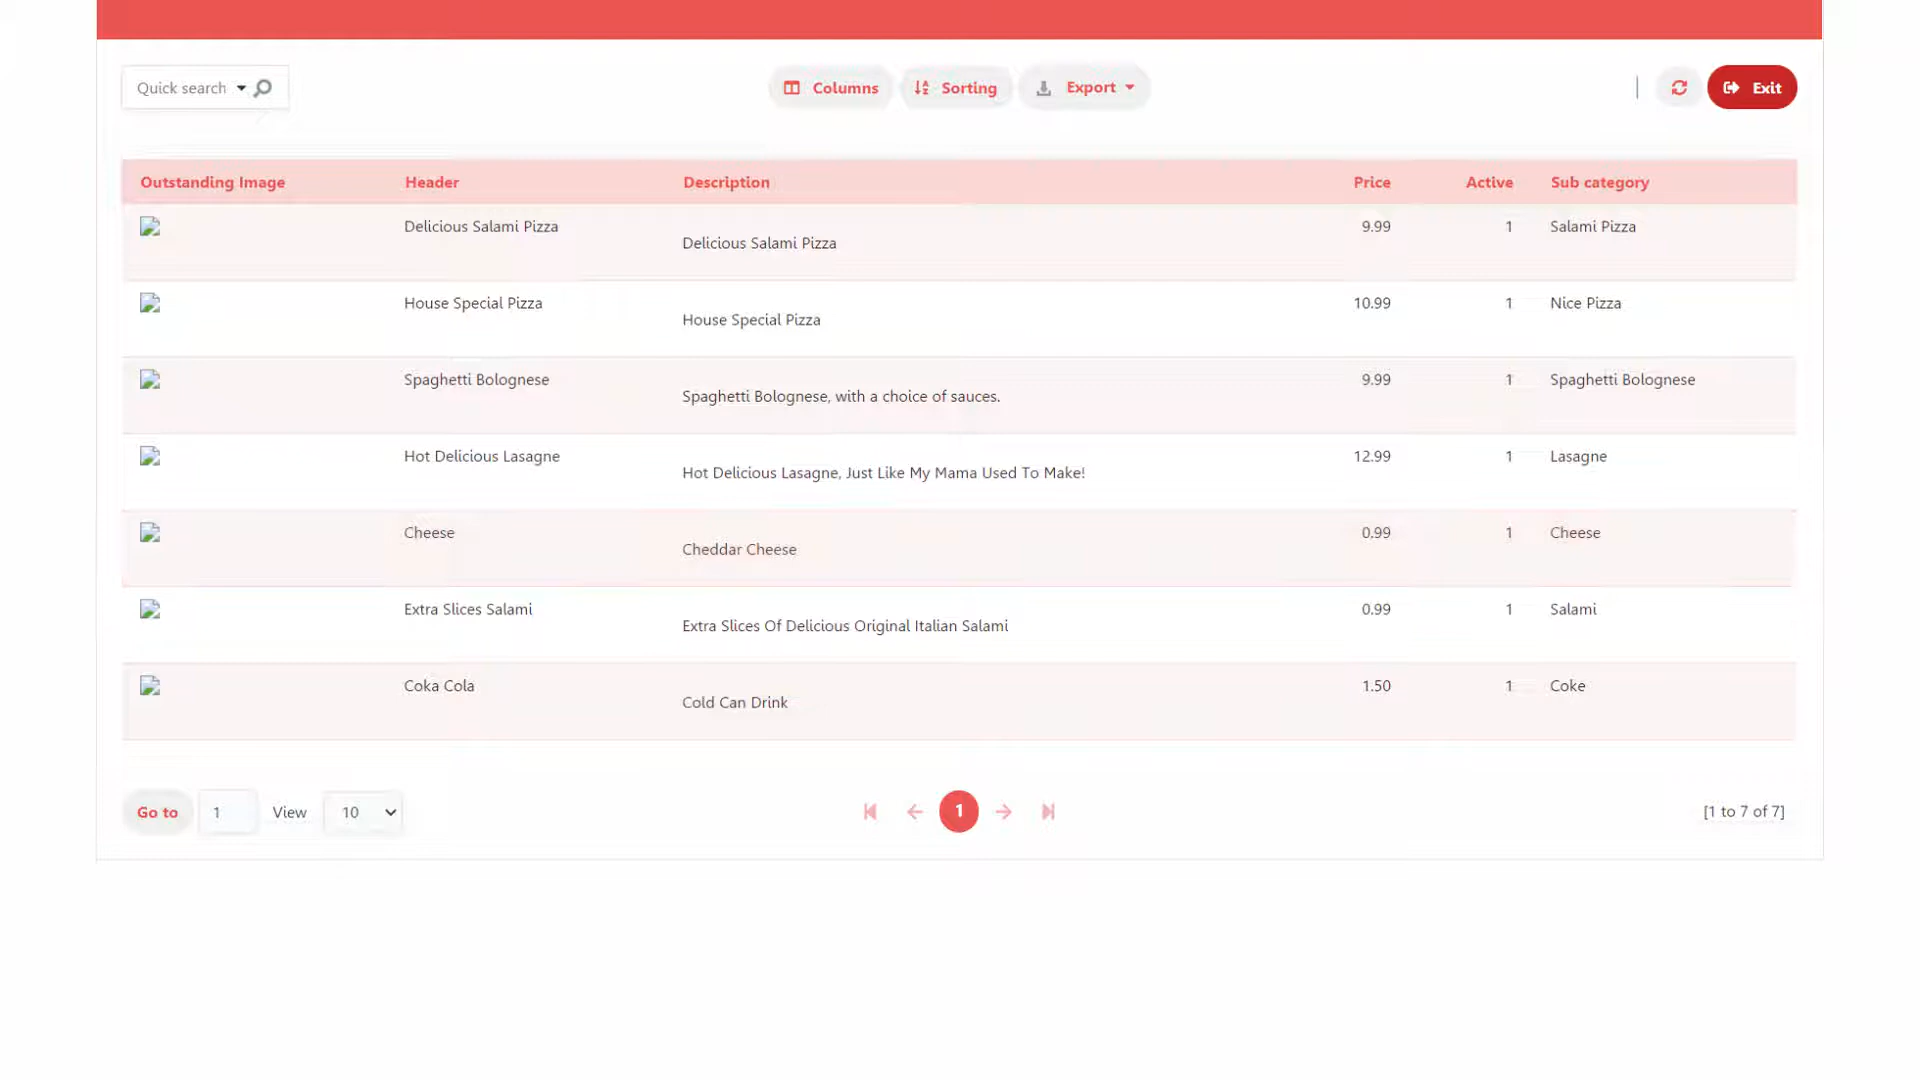 Quick search
Columns
Sorting
Export
Exit
Outstanding Image Header Description Price Active Sub category
Delicious Salami Pizza Delicious Salami Pizza 9.99 1 Salami Pizza
House Special Pizza House Special Pizza 10.99 1 Nice Pizza
Spaghetti Bolognese Spaghetti Bolognese, with a choice of sauces. 9.99 1 Spaghetti Bolognese
Hot Delicious Lasagne Hot Delicious Lasagne, Just Like My Mama Used To Make! 12.99 1 Lasagne
Cheese Cheddar Cheese 0.99 1 Cheese
Extra Slices Salami Extra Slices Of Delicious Original Italian Salami 0.99 1 Salami
Coka Cola Cold Can Drink 1.50 1 Coke
Go to 1 View 10 1 [1 to 7 of 7]